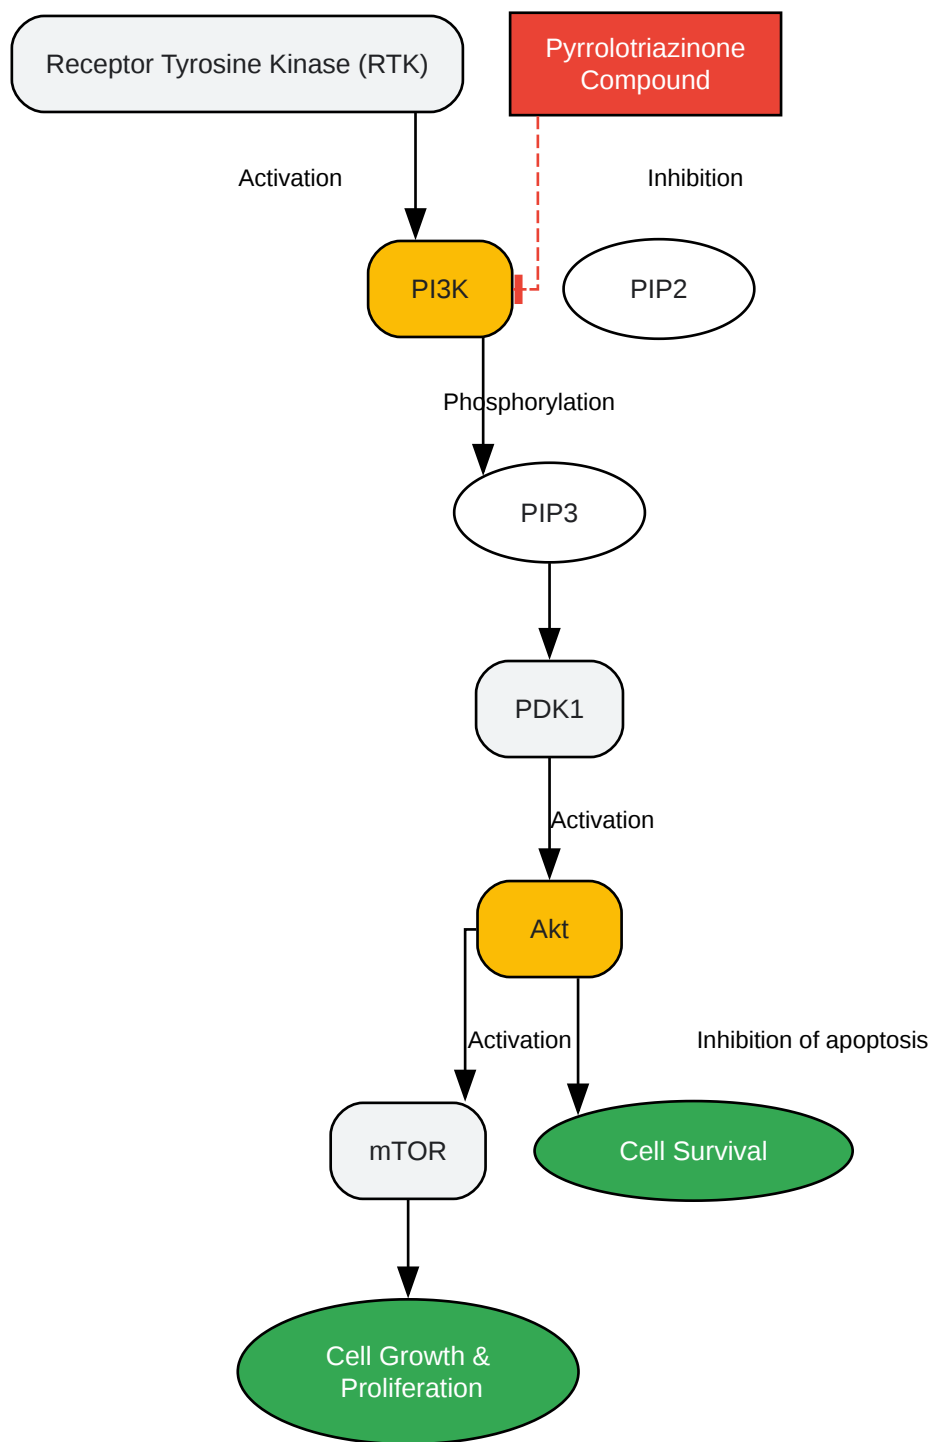 Receptor Tyrosine Kinase (RTK)
Pyrrolotriazinone
Compound
Activation
Inhibition
PI3K
PIP2
Phosphorylation
PIP3
PDK1
Activation
Akt
Activation
Inhibition of apoptosis
mTOR
Cell Survival
Cell Growth &
Proliferation